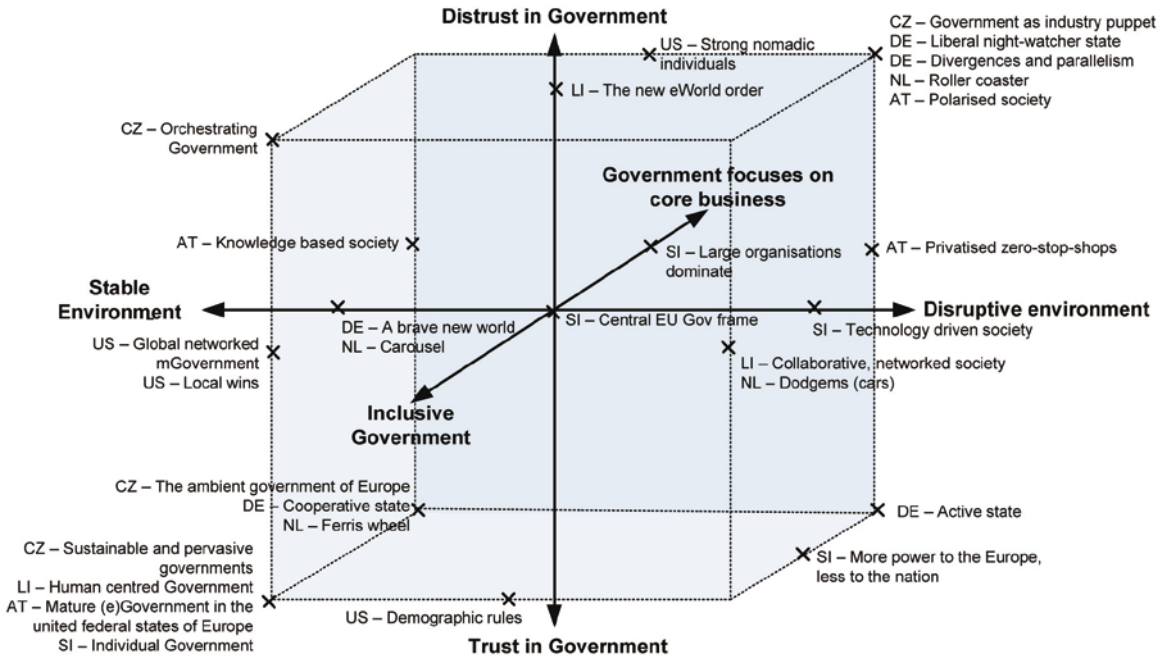 Distrust in Government
CZ – Government as industry puppet
DE – Liberal night-watcher state
DE – Divergences and parallelism
NL – Roller coaster
AT – Polarised society
US – Strong nomadic
individuals
LI – The new eWorld order
CZ – Orchestrating
Government
Government focuses on
core business
AT – Knowledge based society
SI – Large organisations
dominate
AT – Privatised zero-stop-shops
Stable
Environment
Disruptive environment
SI – Central EU Gov frame
SI – Technology driven society
DE – A brave new world
NL – Carousel
US – Global networked
mGovernment
US – Local wins
LI – Collaborative, networked society
NL – Dodgems (cars)
Inclusive
Government
CZ – The ambient government of Europe
DE – Cooperative state
NL – Ferris wheel
DE – Active state
CZ – Sustainable and pervasive
governments
LI – Human centred Government
AT – Mature (e)Government in the
united federal states of Europe
SI – Individual Government
SI – More power to the Europe,
less to the nation
US – Demographic rules
Trust in Government